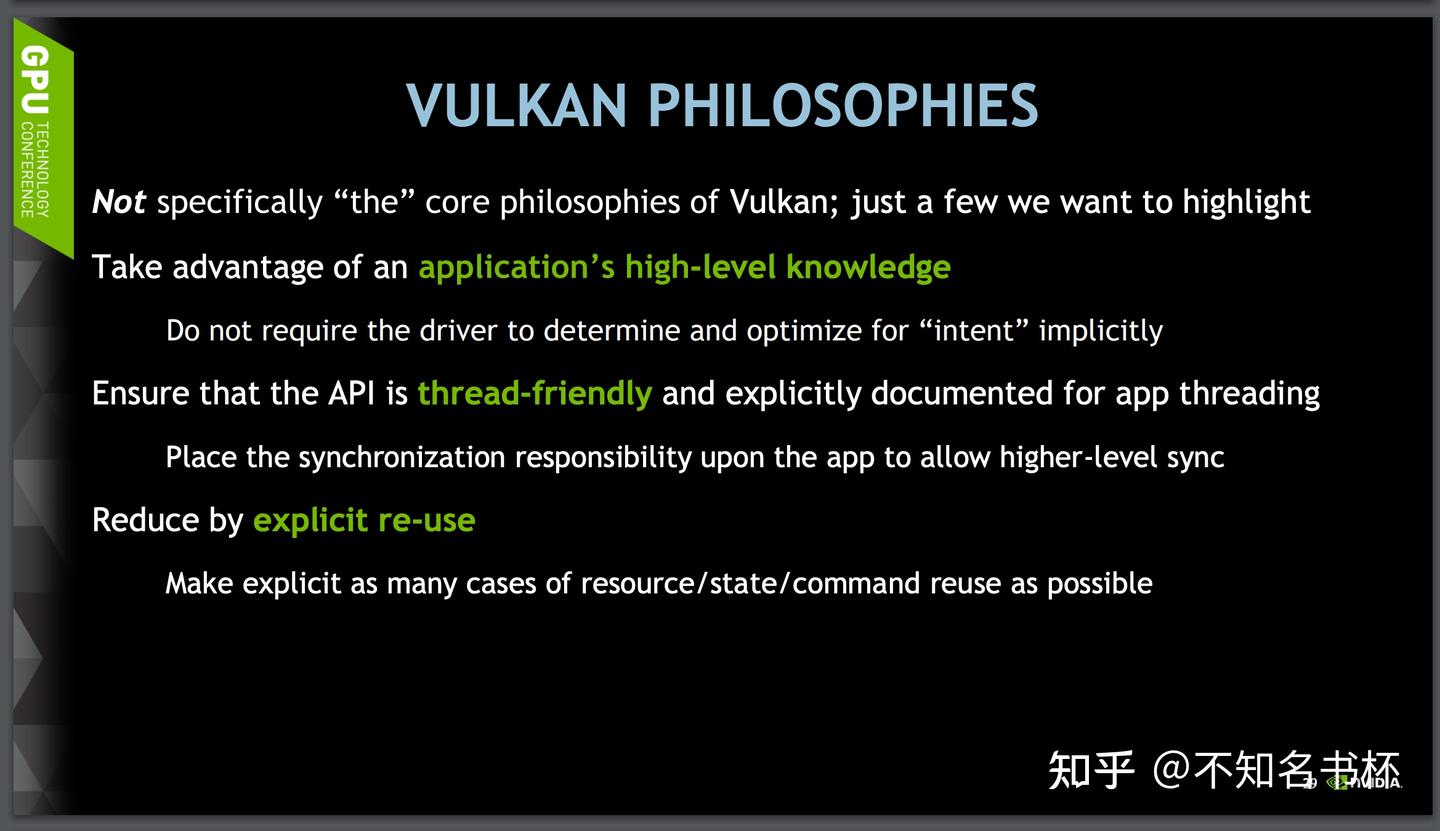 GPU TECHNOLOGY CONFERENCE
VULKAN PHILOSOPHIES
Not specifically “the” core philosophies of Vulkan; just a few we want to highlight
Take advantage of an application’s high-level knowledge
Do not require the driver to determine and optimize for “intent” implicitly
Ensure that the API is thread-friendly and explicitly documented for app threading
Place the synchronization responsibility upon the app to allow higher-level sync
Reduce by explicit re-use
Make explicit as many cases of resource/state/command reuse as possible
知乎 @不知名书杯
29 NVIDIA.